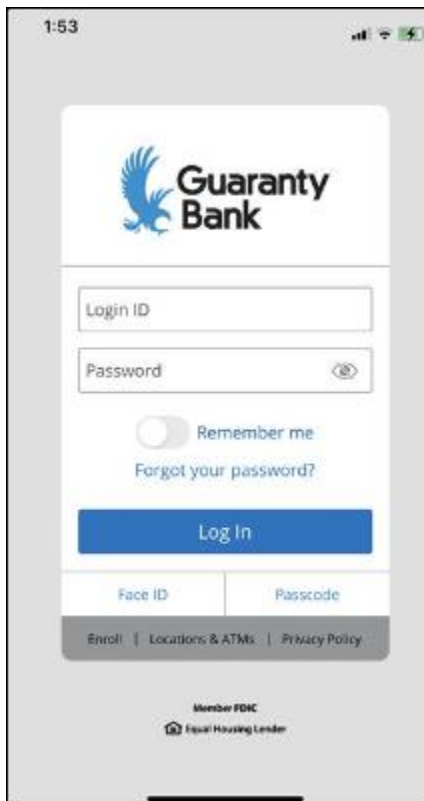 1:53
Guaranty
Bank
Login ID
Password
Remember me
Forgot your password?
Log In
Face ID Passcode
Enroll | Locations & ATMs | Privacy Policy
Member FDIC
Equal Housing Lender